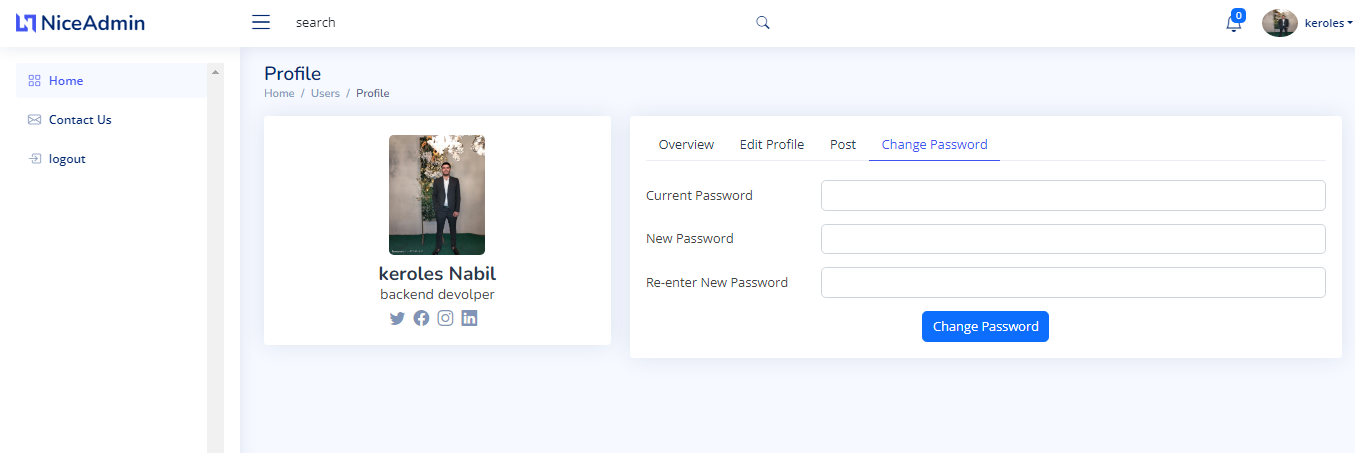 NiceAdmin
search
0
keroles
Home
Contact Us
logout
Profile
Home / Users / Profile
keroles Nabil
backend devolper
Overview Edit Profile Post Change Password
Current Password
New Password
Re-enter New Password
Change Password